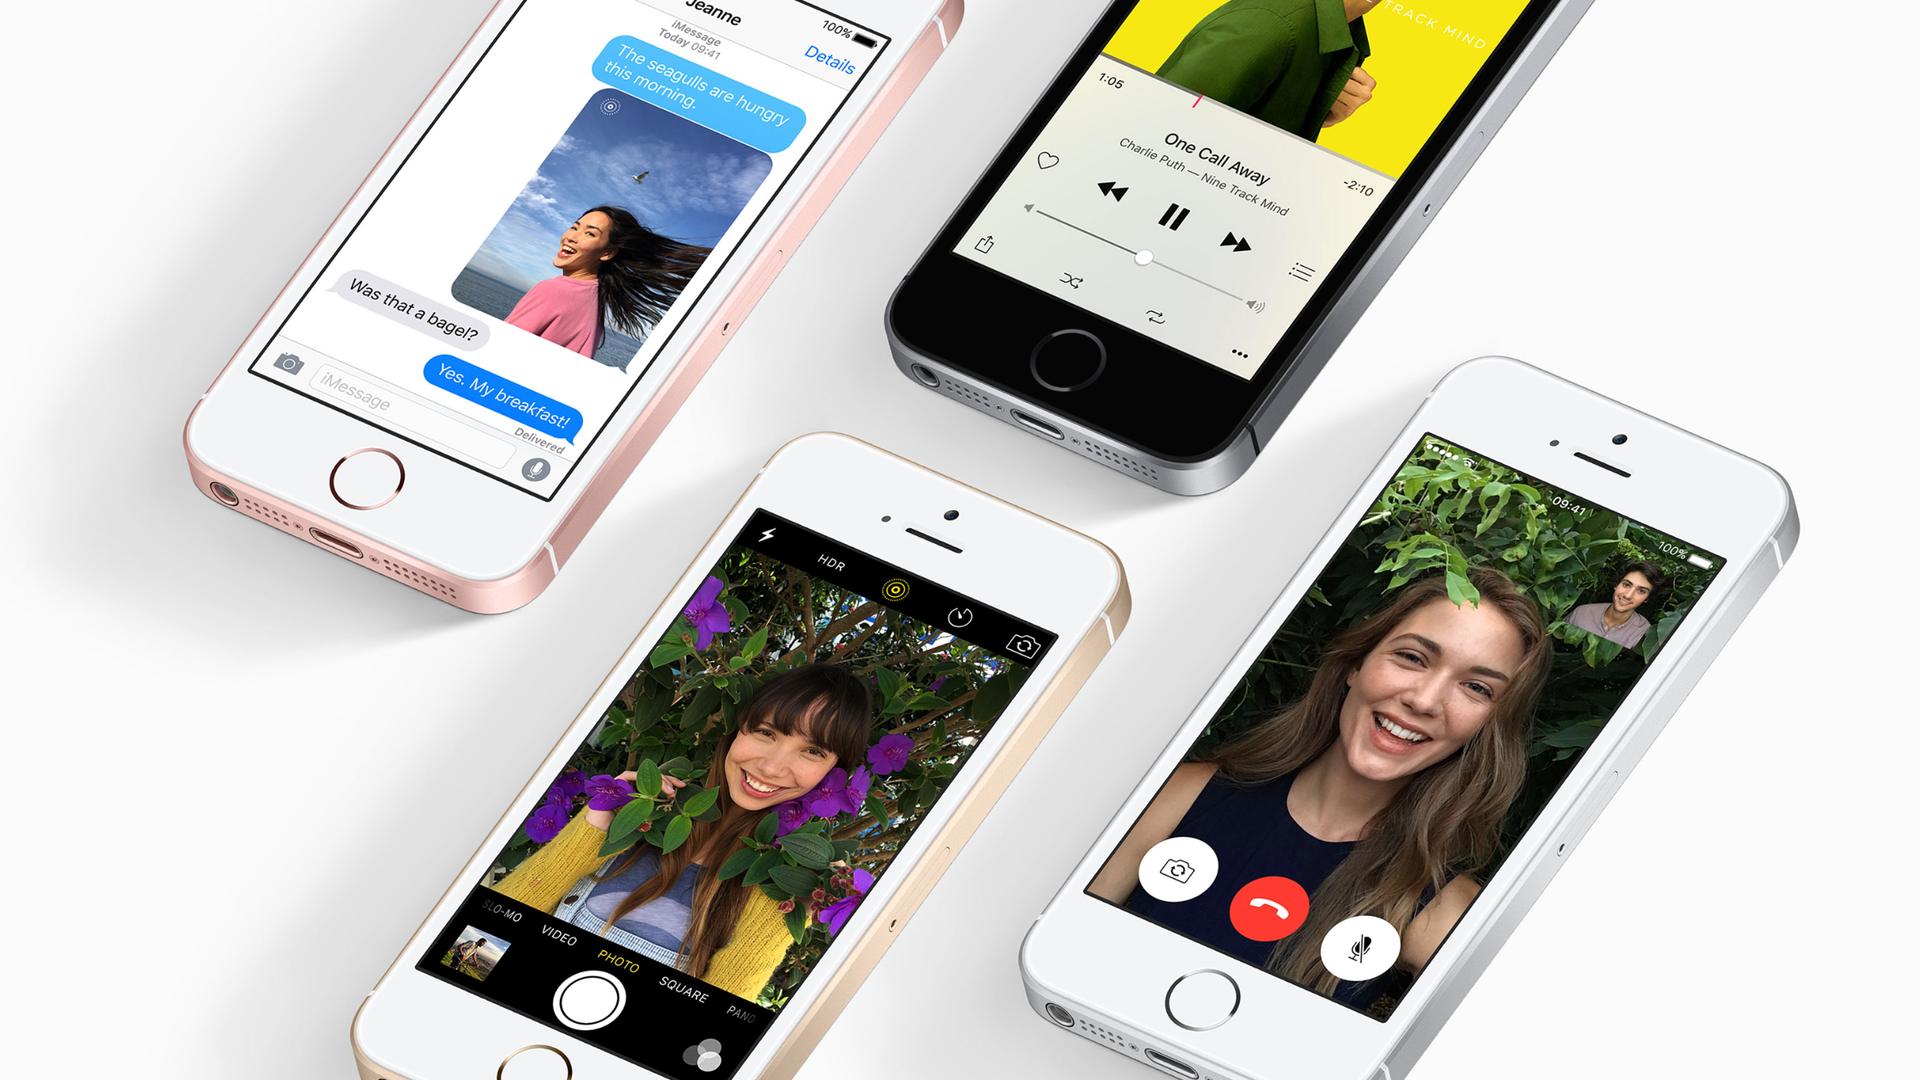 Jeanne
100%
iMessage
Today 09:41
Details
The seagulls are hungry
this morning.
Was that a bagel?
Yes. My breakfast!
Delivered
iMessage
TRACK MIND
1:05
-2:10
One Call Away
Charlie Puth — Nine Track Mind
HDR
SLO-MO
VIDEO
PHOTO
SQUARE
PANO
09:41
100%